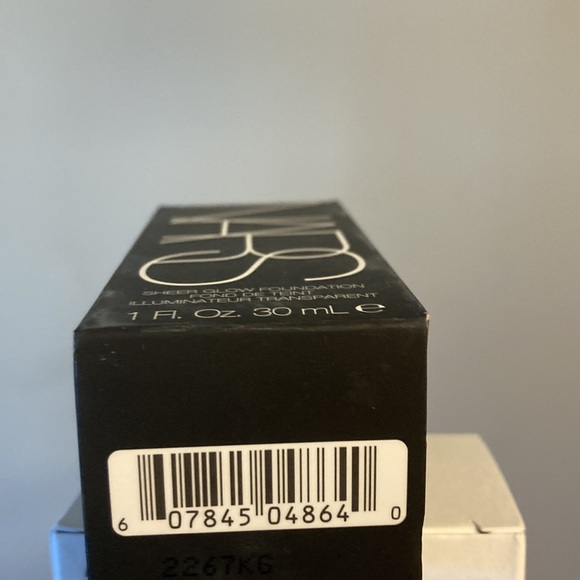 NARS
SHEER GLOW FOUNDATION
FOND DE TEINT
ILLUMINATEUR TRANSPARENT
1 Fl. Oz. 30 mL e
6 07845 04864 0
2267KG